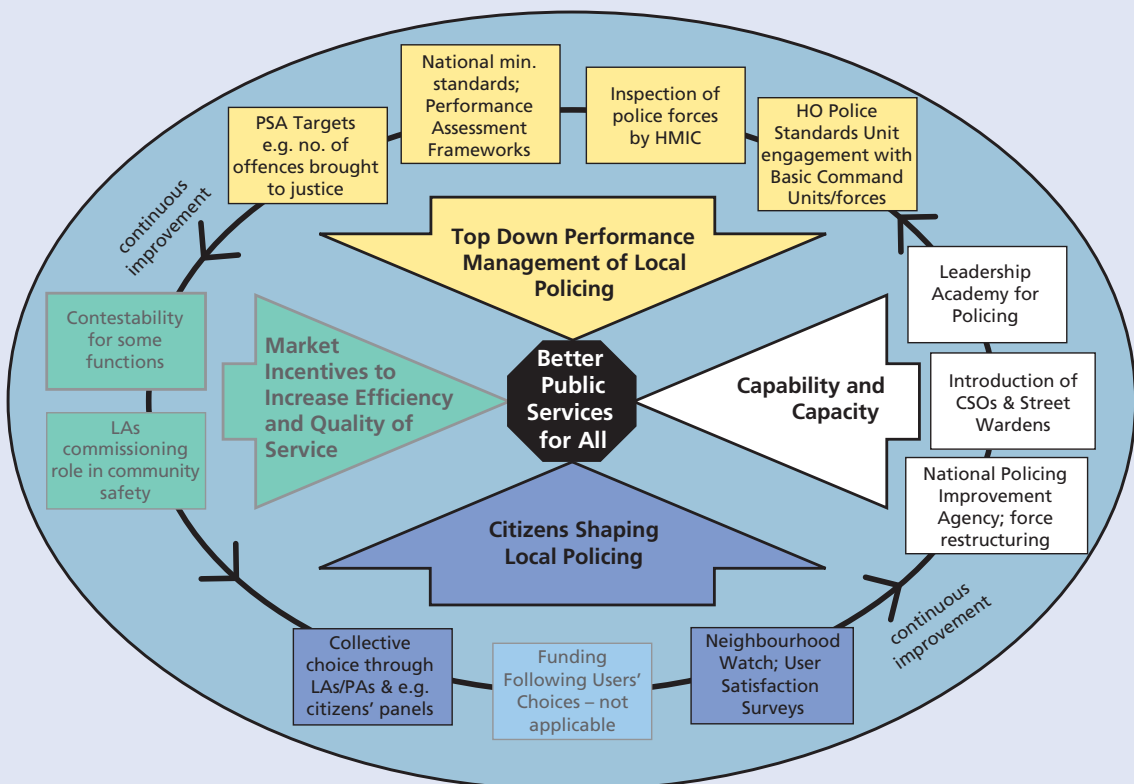 National min.
standards;
Performance
Assessment
Frameworks
Inspection of
police forces
by HMIC
PSA Targets
e.g. no. of
offences brought
to justice
HO Police
Standards Unit
engagement with
Basic Command
Units/forces
continuous
improvement
Top Down Performance
Management of Local
Policing
Contestability
for some
functions
LAs
commissioning
role in community
safety
Market
Incentives to
Increase Efficiency
and Quality of
Service
Better
Public
Services
for All
Capability and
Capacity
Leadership
Academy for
Policing
Introduction of
CSOs & Street
Wardens
National Policing
Improvement
Agency; force
restructuring
Citizens Shaping
Local Policing
Collective
choice through
LAs/PAs & e.g.
citizens' panels
Funding
Following Users'
Choices – not
applicable
Neighbourhood
Watch; User
Satisfaction
Surveys
continuous
improvement